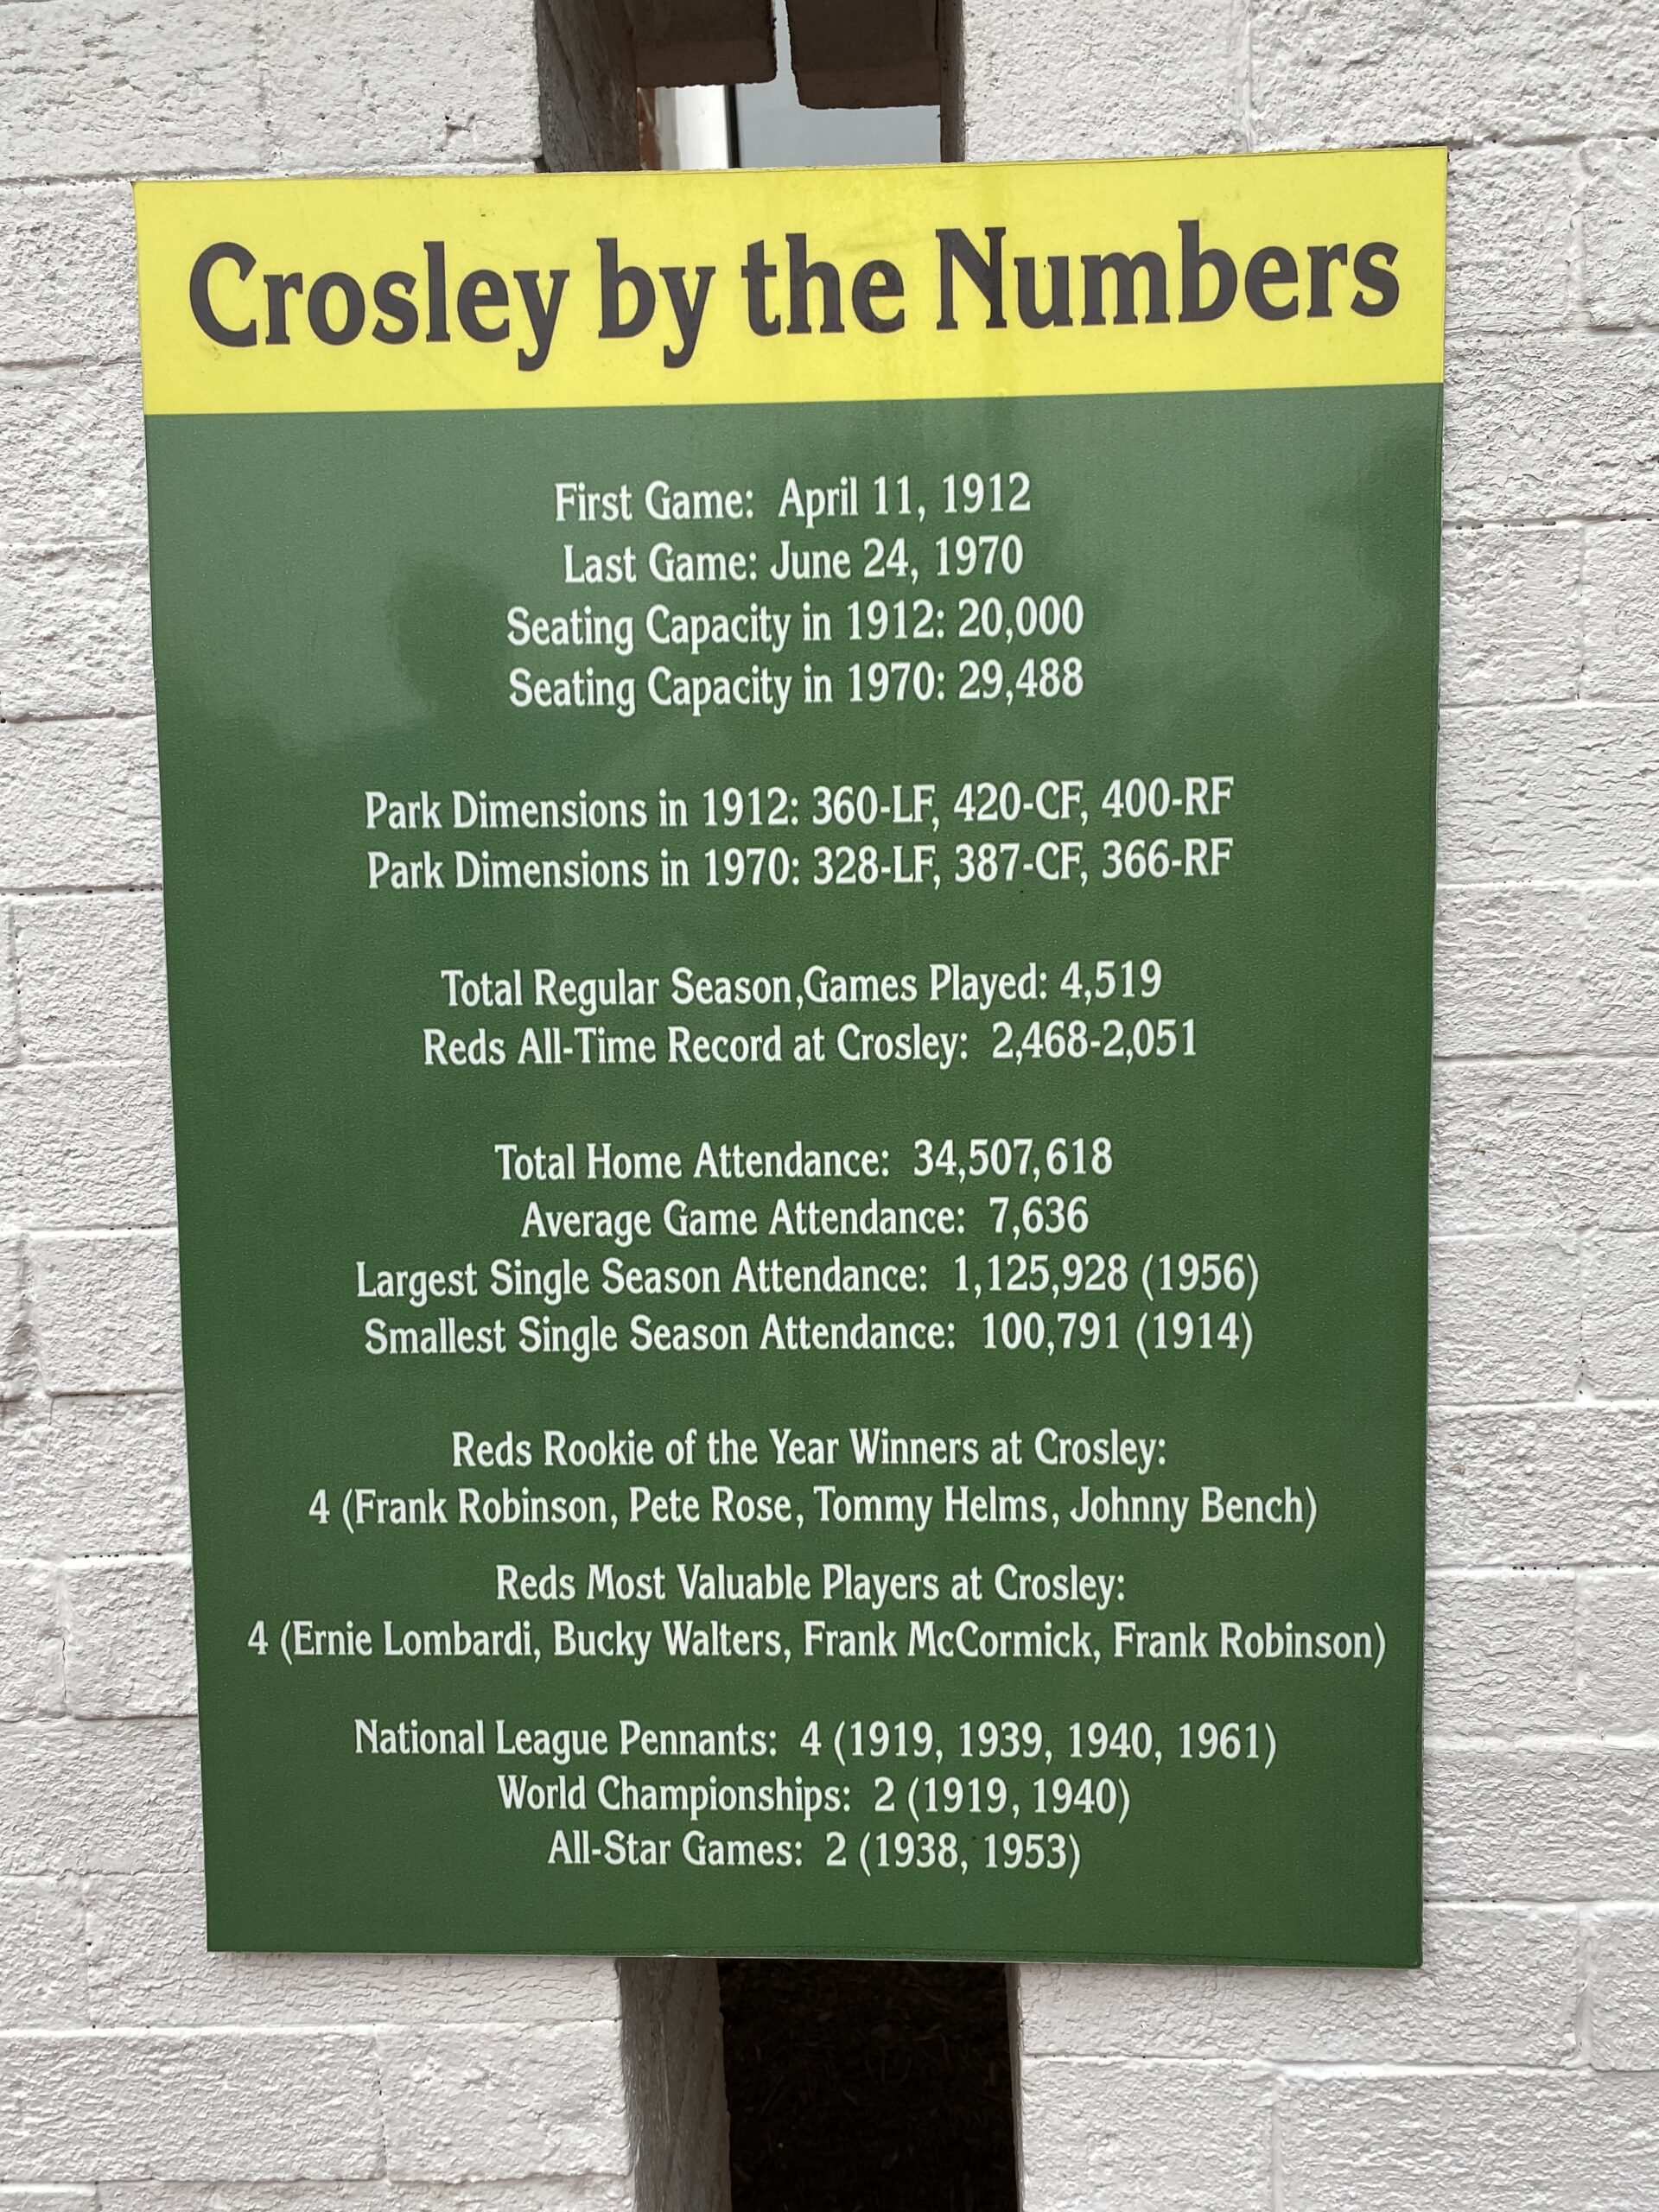 Crosley by the Numbers
First Game: April 11, 1912
Last Game: June 24, 1970
Seating Capacity in 1912: 20,000
Seating Capacity in 1970: 29,488
Park Dimensions in 1912: 360-LF, 420-CF, 400-RF
Park Dimensions in 1970: 328-LF, 387-CF, 366-RF
Total Regular Season,Games Played: 4,519
Reds All-Time Record at Crosley: 2,468-2,051
Total Home Attendance: 34,507,618
Average Game Attendance: 7,636
Largest Single Season Attendance: 1,125,928 (1956)
Smallest Single Season Attendance: 100,791 (1914)
Reds Rookie of the Year Winners at Crosley:
4 (Frank Robinson, Pete Rose, Tommy Helms, Johnny Bench)
Reds Most Valuable Players at Crosley:
4 (Ernie Lombardi, Bucky Walters, Frank McCormick, Frank Robinson)
National League Pennants: 4 (1919, 1939, 1940, 1961)
World Championships: 2 (1919, 1940)
All-Star Games: 2 (1938, 1953)